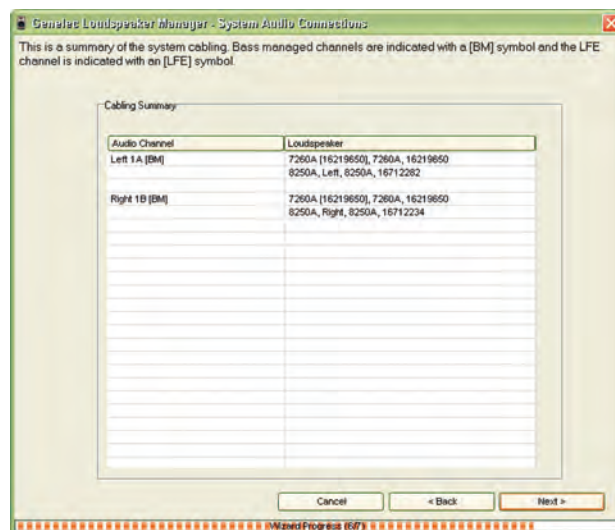 Genelec Loudspeaker Manager - System Audio Connections
This is a summary of the system cabling. Bass managed channels are indicated with a [BM] symbol and the LFE
channel is indicated with an [LFE] symbol.
Cabling Summary
Audio Channel Loudspeaker
Left 1A [BM] 7260A [16219650], 7260A, 16219650
8250A, Left, 8250A, 16712282
Right 1B [BM] 7260A [16219650], 7260A, 16219650
8250A, Right, 8250A, 16712234
Cancel < Back Next >
Wizard Progress (6/7)